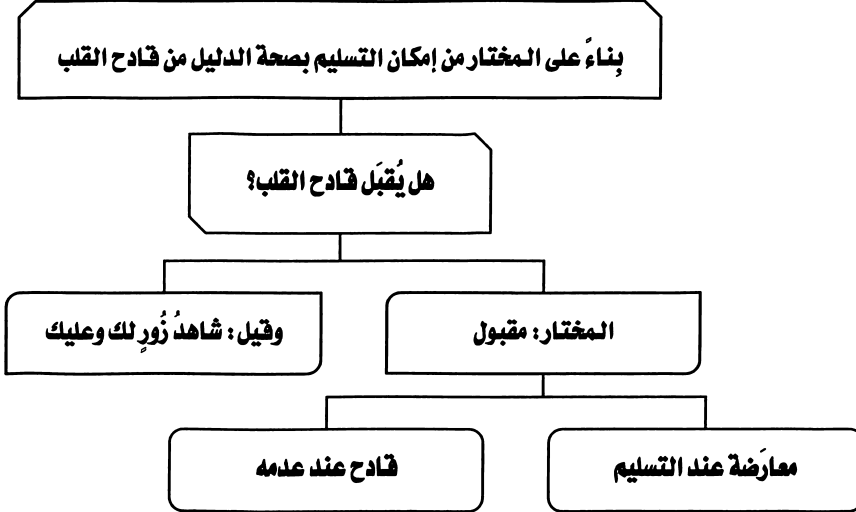 بِناءً على المختار من إمكان التسليم بصحة الدليل من قادح القلب
هل يُقبَل قادح القلب؟
المختار: مقبول
وقيل: شاهدُ زُورٍ لك وعليك
معارَضة عند التسليم
قادح عند عدمه